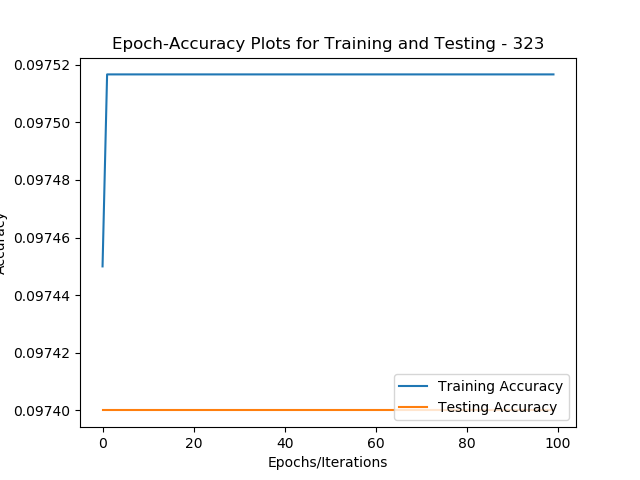 Epoch-Accuracy Plots for Training and Testing - 323
0.09752
0.09750
0.09748
0.09746
0.09744
0.09742
0.09740
Accuracy
Training Accuracy
Testing Accuracy
0 20 40 60 80 100
Epochs/Iterations